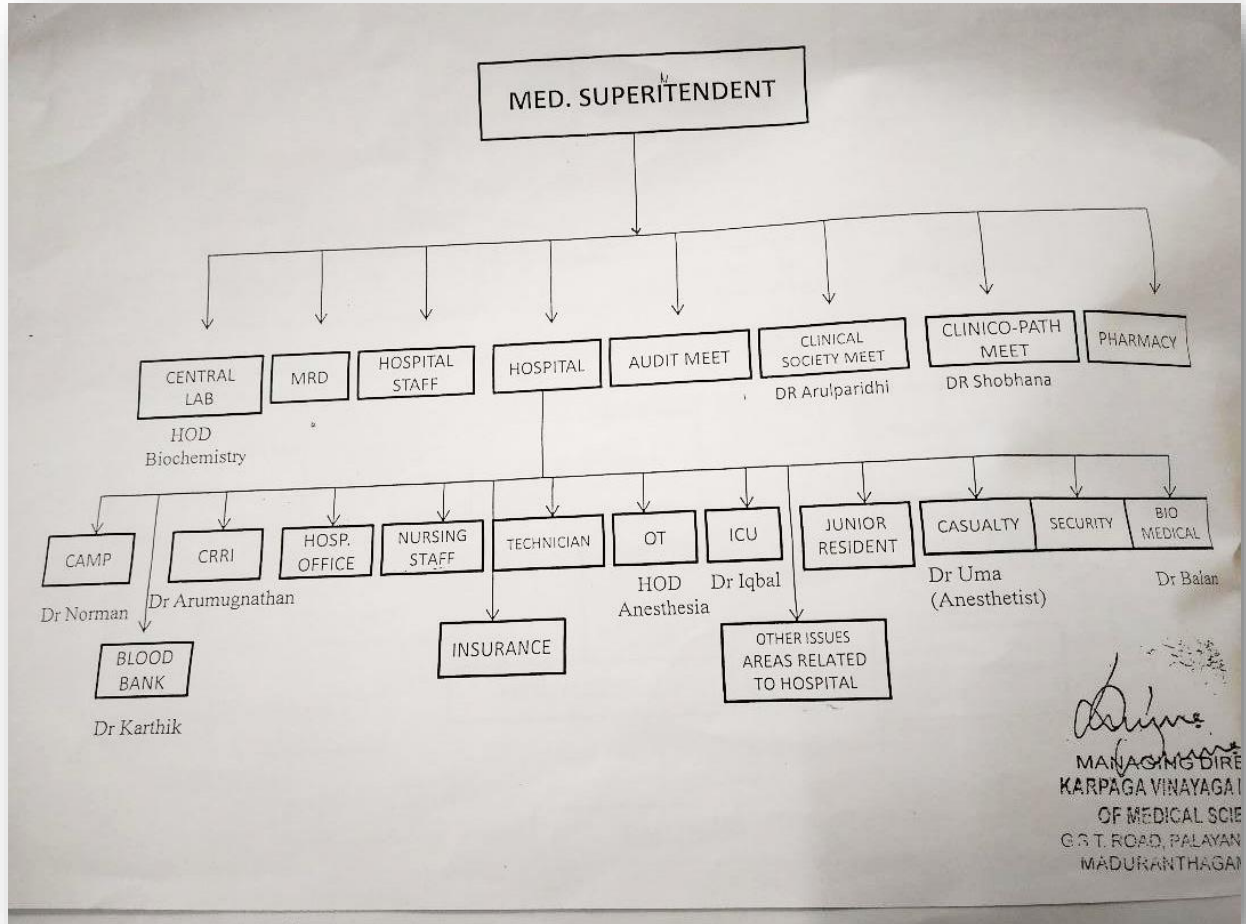 MED. SUPERITENDENT
N
CENTRAL
LAB
MRD
HOSPITAL
STAFF
HOSPITAL
AUDIT MEET
CLINICAL
SOCIETY MEET
CLINICO-PATH
MEET
PHARMACY
HOD
Biochemistry
DR Arulparidhi
DR Shobhana
CAMP
CRRI
HOSP.
OFFICE
NURSING
STAFF
TECHNICIAN
OT
ICU
JUNIOR
RESIDENT
CASUALTY
SECURITY
BIO
MEDICAL
Dr Norman
Dr Arumugnathan
HOD
Anesthesia
Dr Iqbal
Dr Uma
(Anesthetist)
Dr Balan
BLOOD
BANK
INSURANCE
OTHER ISSUES
AREAS RELATED
TO HOSPITAL
Dr Karthik
MANAGING DIRE
KARPAGA VINAYAGA I
OF MEDICAL SCIE
G.S.T. ROAD, PALAYAN
MADURANTHAGAM